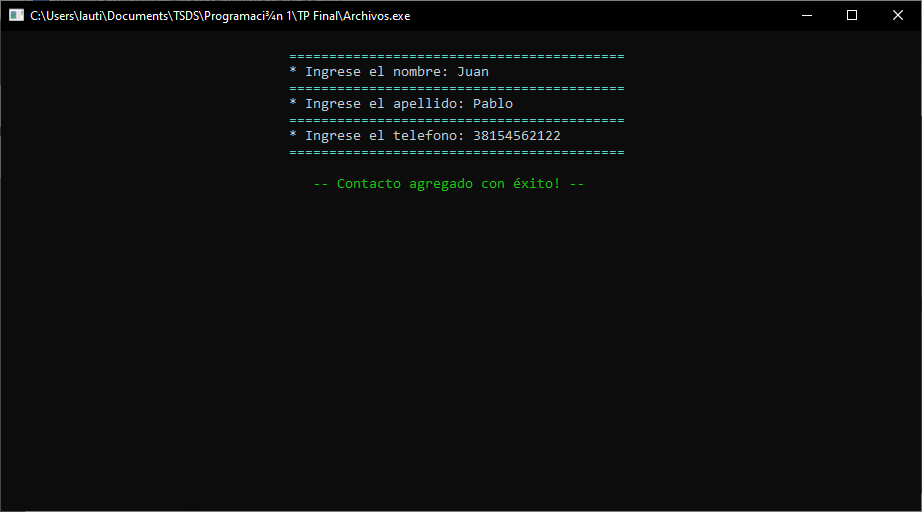 C:\Users\lauti\Documents\TSDS\Programaci¾n 1\TP Final\Archivos.exe
==========================================
* Ingrese el nombre: Juan
==========================================
* Ingrese el apellido: Pablo
==========================================
* Ingrese el telefono: 38154562122
==========================================
-- Contacto agregado con éxito! --